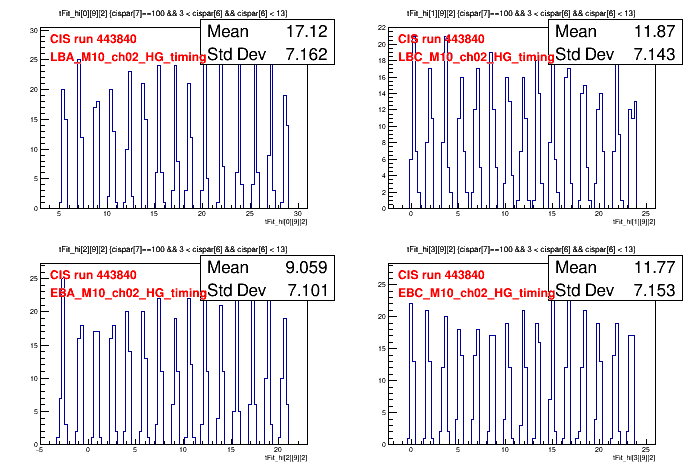 tFit_hi[0][9][2] {cispar[7]==100 && 3 < cispar[6] && cispar[6] < 13}
CIS run 443840
LBA_M10_ch02_HG_timing
Mean 17.12
Std Dev 7.162
30
25
20
15
10
5
0
5 10 15 20 25 30
tFit_hi[0][9][2]
tFit_hi[1][9][2] {cispar[7]==100 && 3 < cispar[6] && cispar[6] < 13}
CIS run 443840
LBC_M10_ch02_HG_timing
Mean 11.87
Std Dev 7.143
22
20
18
16
14
12
10
8
6
4
2
0
0 5 10 15 20 25
tFit_hi[1][9][2]
tFit_hi[2][9][2] {cispar[7]==100 && 3 < cispar[6] && cispar[6] < 13}
CIS run 443840
EBA_M10_ch02_HG_timing
Mean 9.059
Std Dev 7.101
25
20
15
10
5
0
-5 0 5 10 15 20
tFit_hi[2][9][2]
tFit_hi[3][9][2] {cispar[7]==100 && 3 < cispar[6] && cispar[6] < 13}
CIS run 443840
EBC_M10_ch02_HG_timing
Mean 11.77
Std Dev 7.153
25
20
15
10
5
0
0 5 10 15 20 25
tFit_hi[3][9][2]